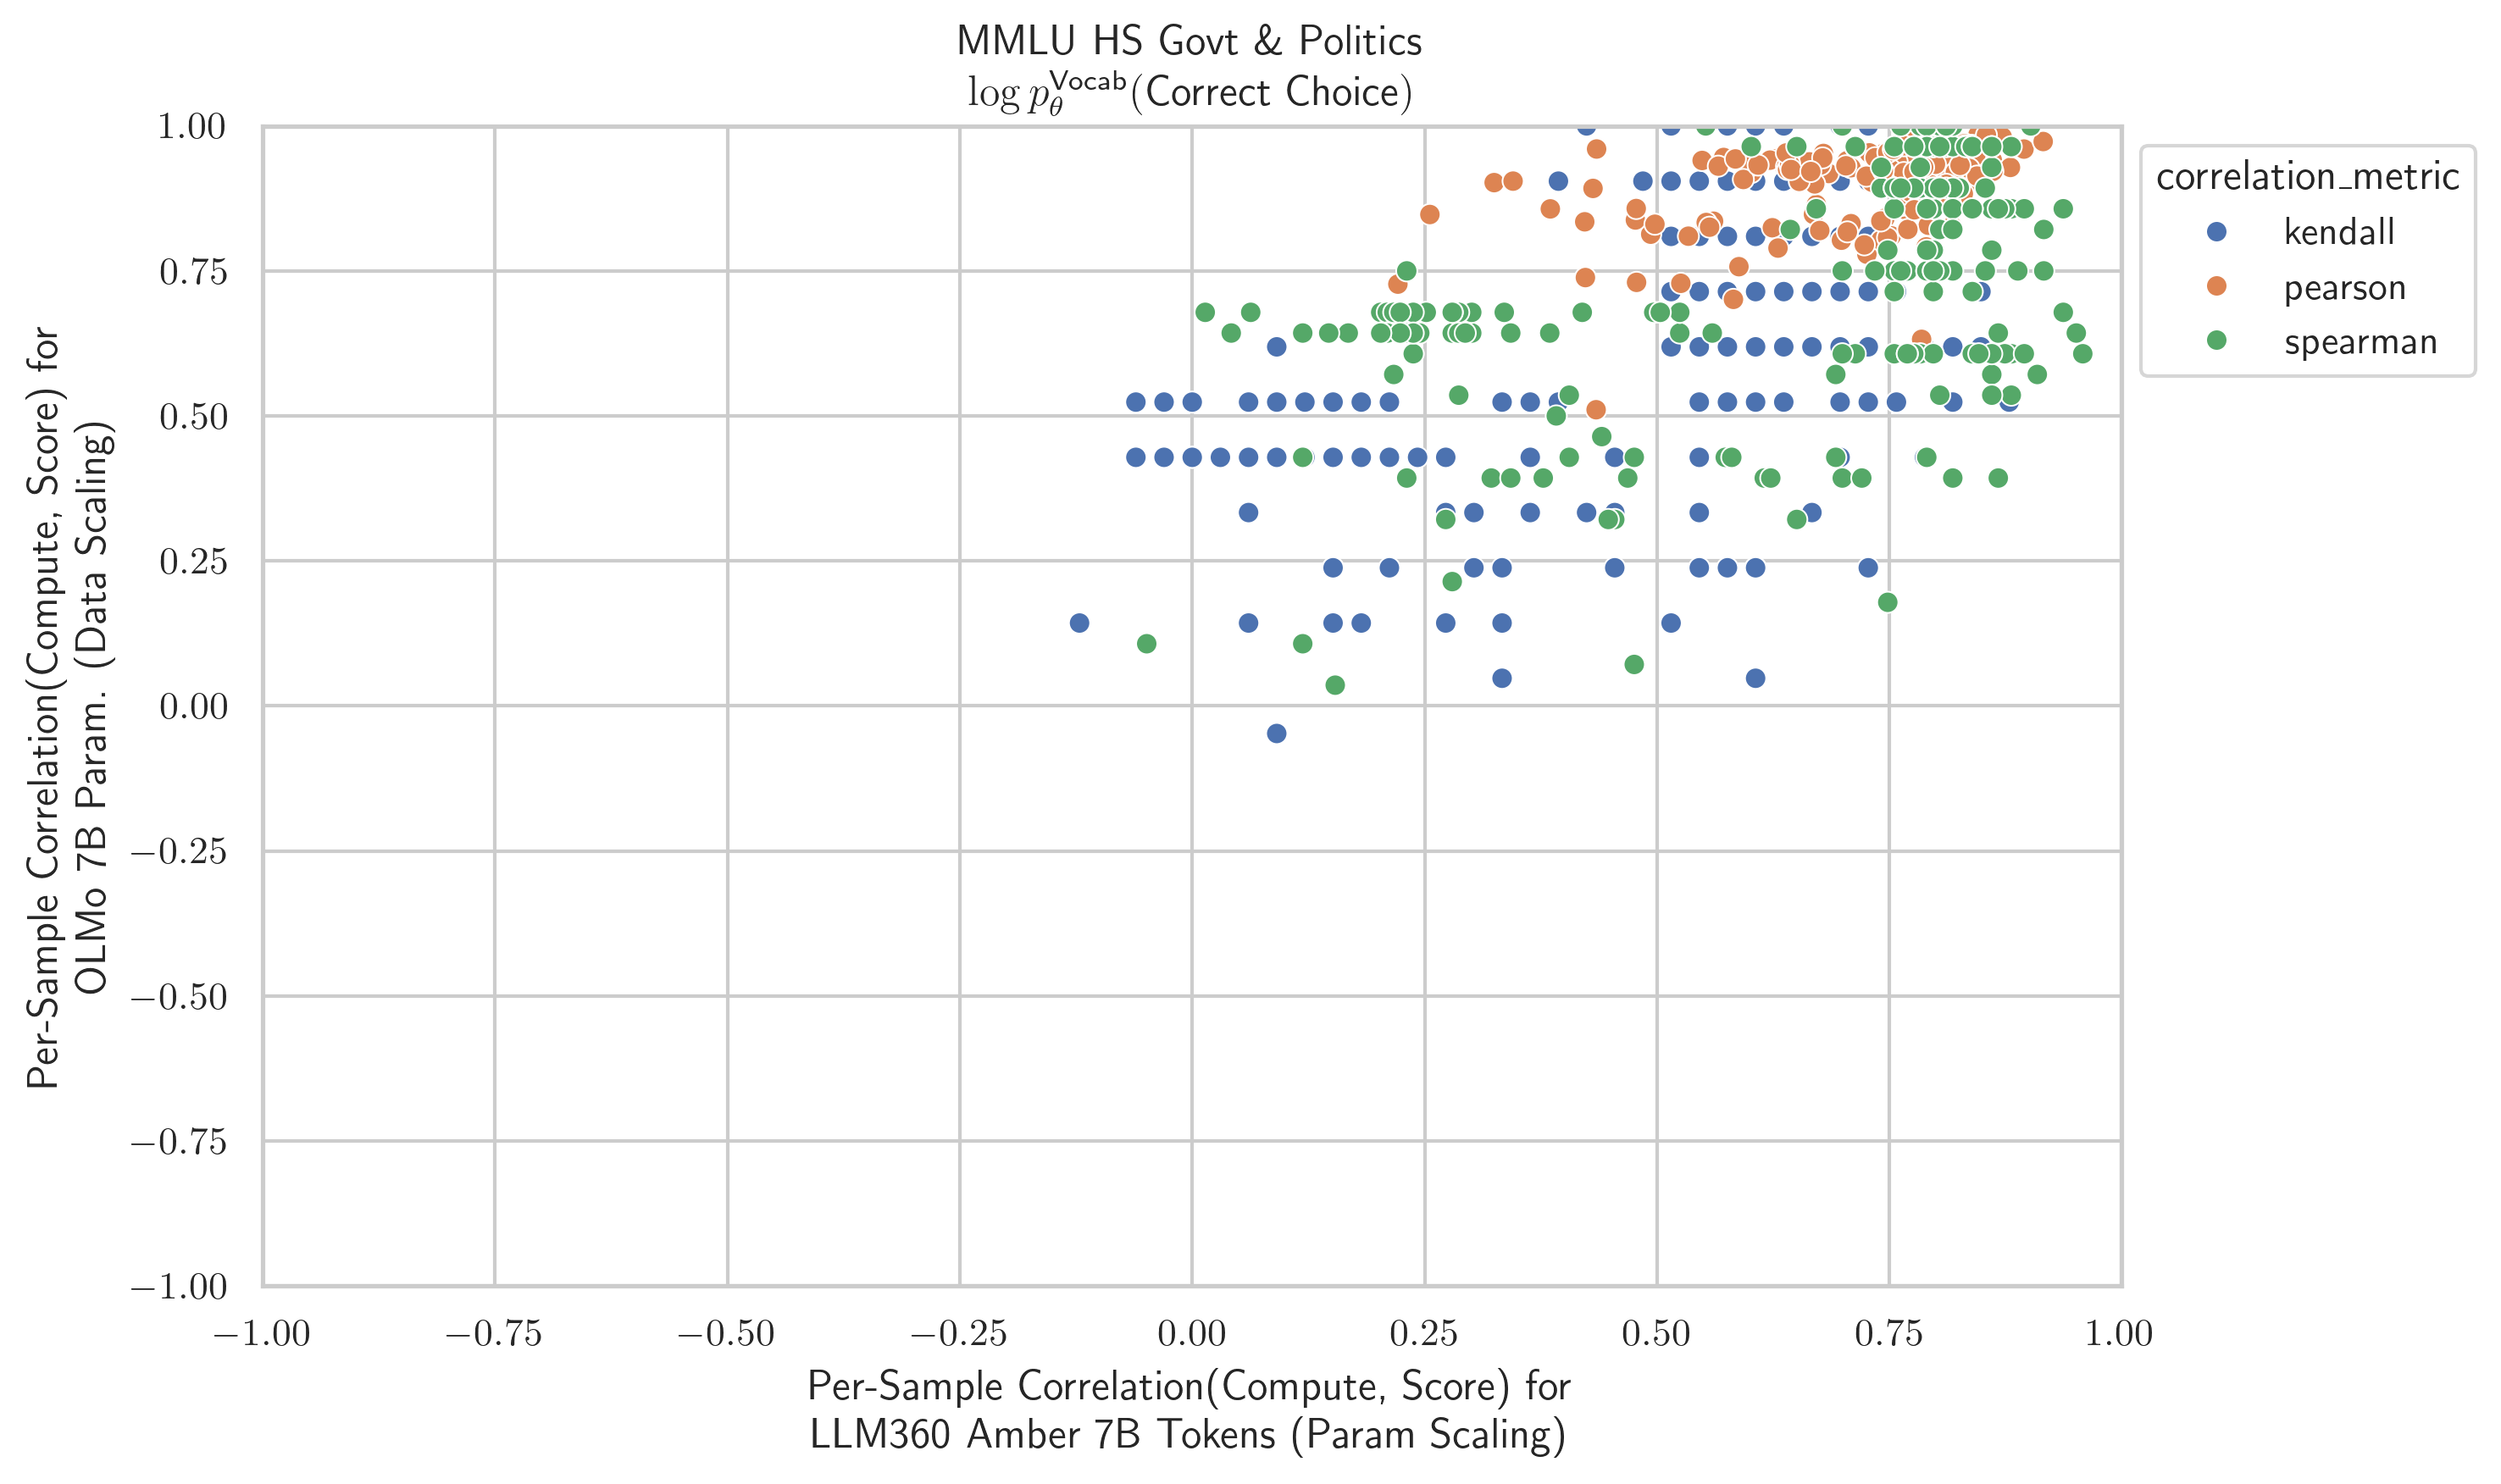 MMLU HS Govt & Politics
log p_θ^Vocab(Correct Choice)
Per-Sample Correlation(Compute, Score) for
OLMo 7B Param. (Data Scaling)
1.00
0.75
0.50
0.25
0.00
−0.25
−0.50
−0.75
−1.00
−1.00 −0.75 −0.50 −0.25 0.00 0.25 0.50 0.75 1.00
Per-Sample Correlation(Compute, Score) for
LLM360 Amber 7B Tokens (Param Scaling)
correlation_metric
kendall
pearson
spearman